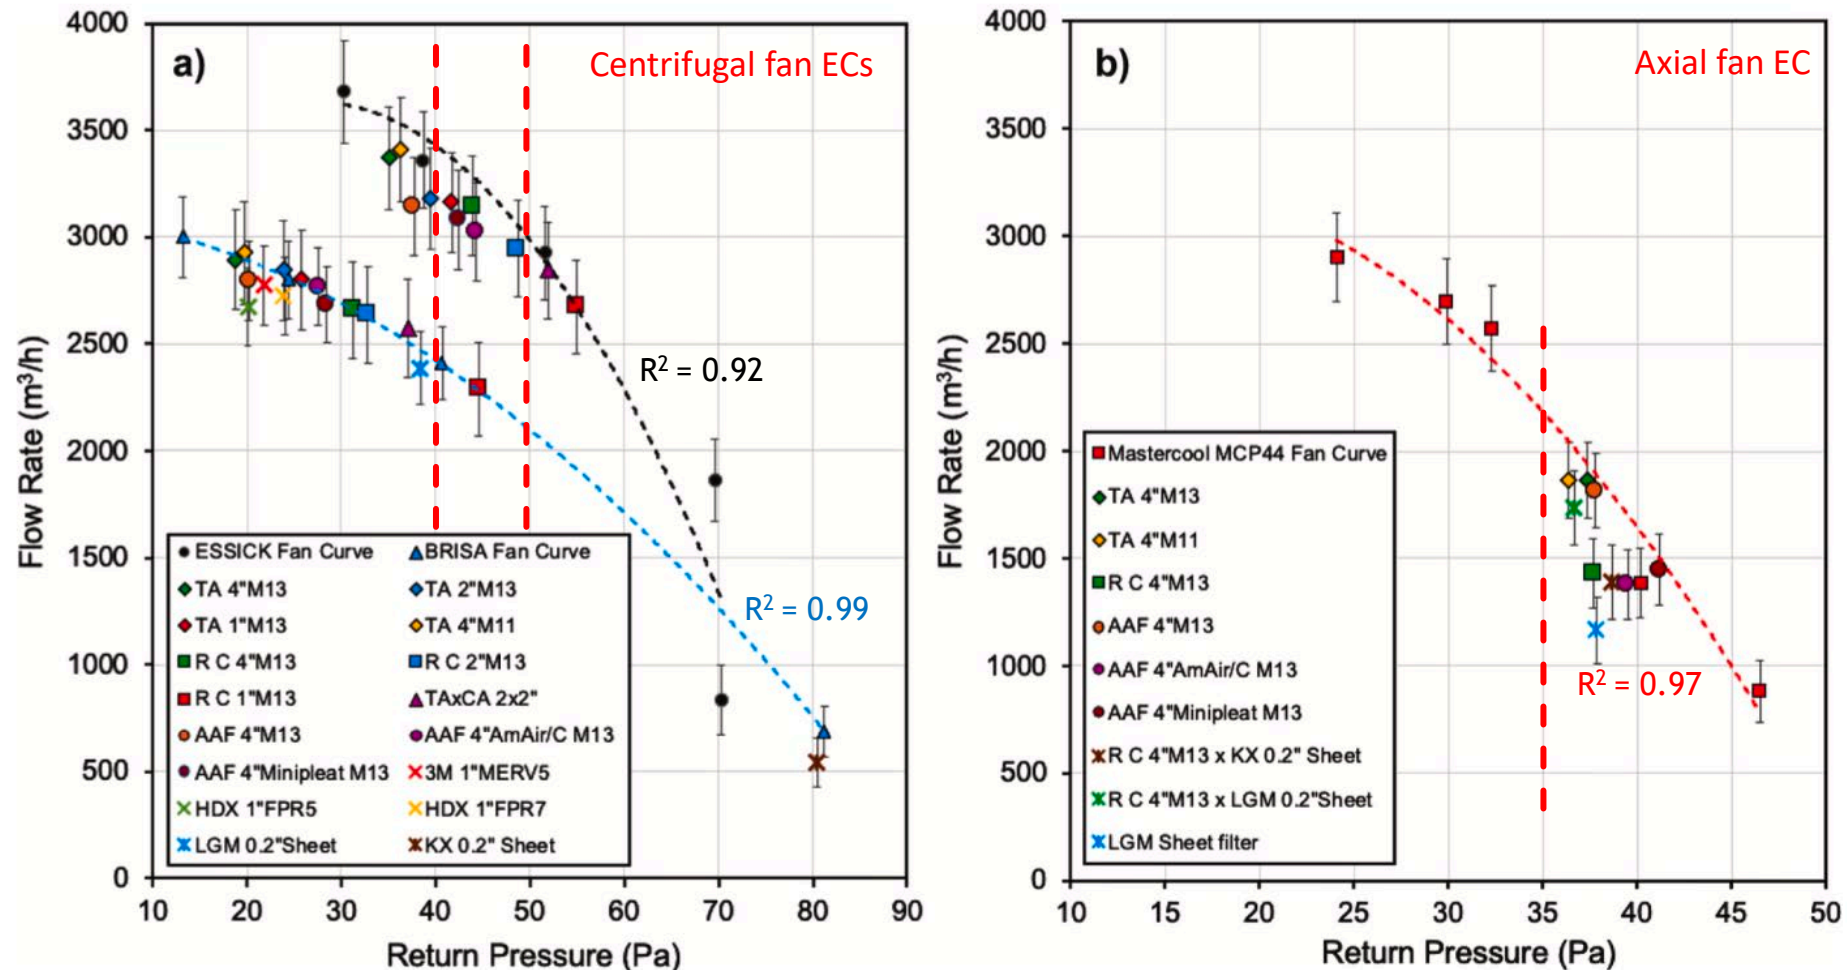 a)
Centrifugal fan ECs
4000
3500
3000
2500
2000
1500
1000
500
0
Flow Rate (m³/h)
R² = 0.92
R² = 0.99
ESSICK Fan Curve
BRISA Fan Curve
TA 4"M13
TA 2"M13
TA 1"M13
TA 4"M11
R C 4"M13
R C 2"M13
R C 1"M13
TAxCA 2x2"
AAF 4"M13
AAF 4"AmAir/C M13
AAF 4"Minipleat M13
3M 1"MERV5
HDX 1"FPR5
HDX 1"FPR7
LGM 0.2"Sheet
KX 0.2" Sheet
10 20 30 40 50 60 70 80 90
Return Pressure (Pa)
b)
Axial fan EC
4000
3500
3000
2500
2000
1500
1000
500
0
Flow Rate (m³/h)
Mastercool MCP44 Fan Curve
TA 4"M13
TA 4"M11
R C 4"M13
AAF 4"M13
AAF 4"AmAir/C M13
AAF 4"Minipleat M13
R C 4"M13 x KX 0.2" Sheet
R C 4"M13 x LGM 0.2"Sheet
LGM Sheet filter
R² = 0.97
10 15 20 25 30 35 40 45 50
Return Pressure (Pa)